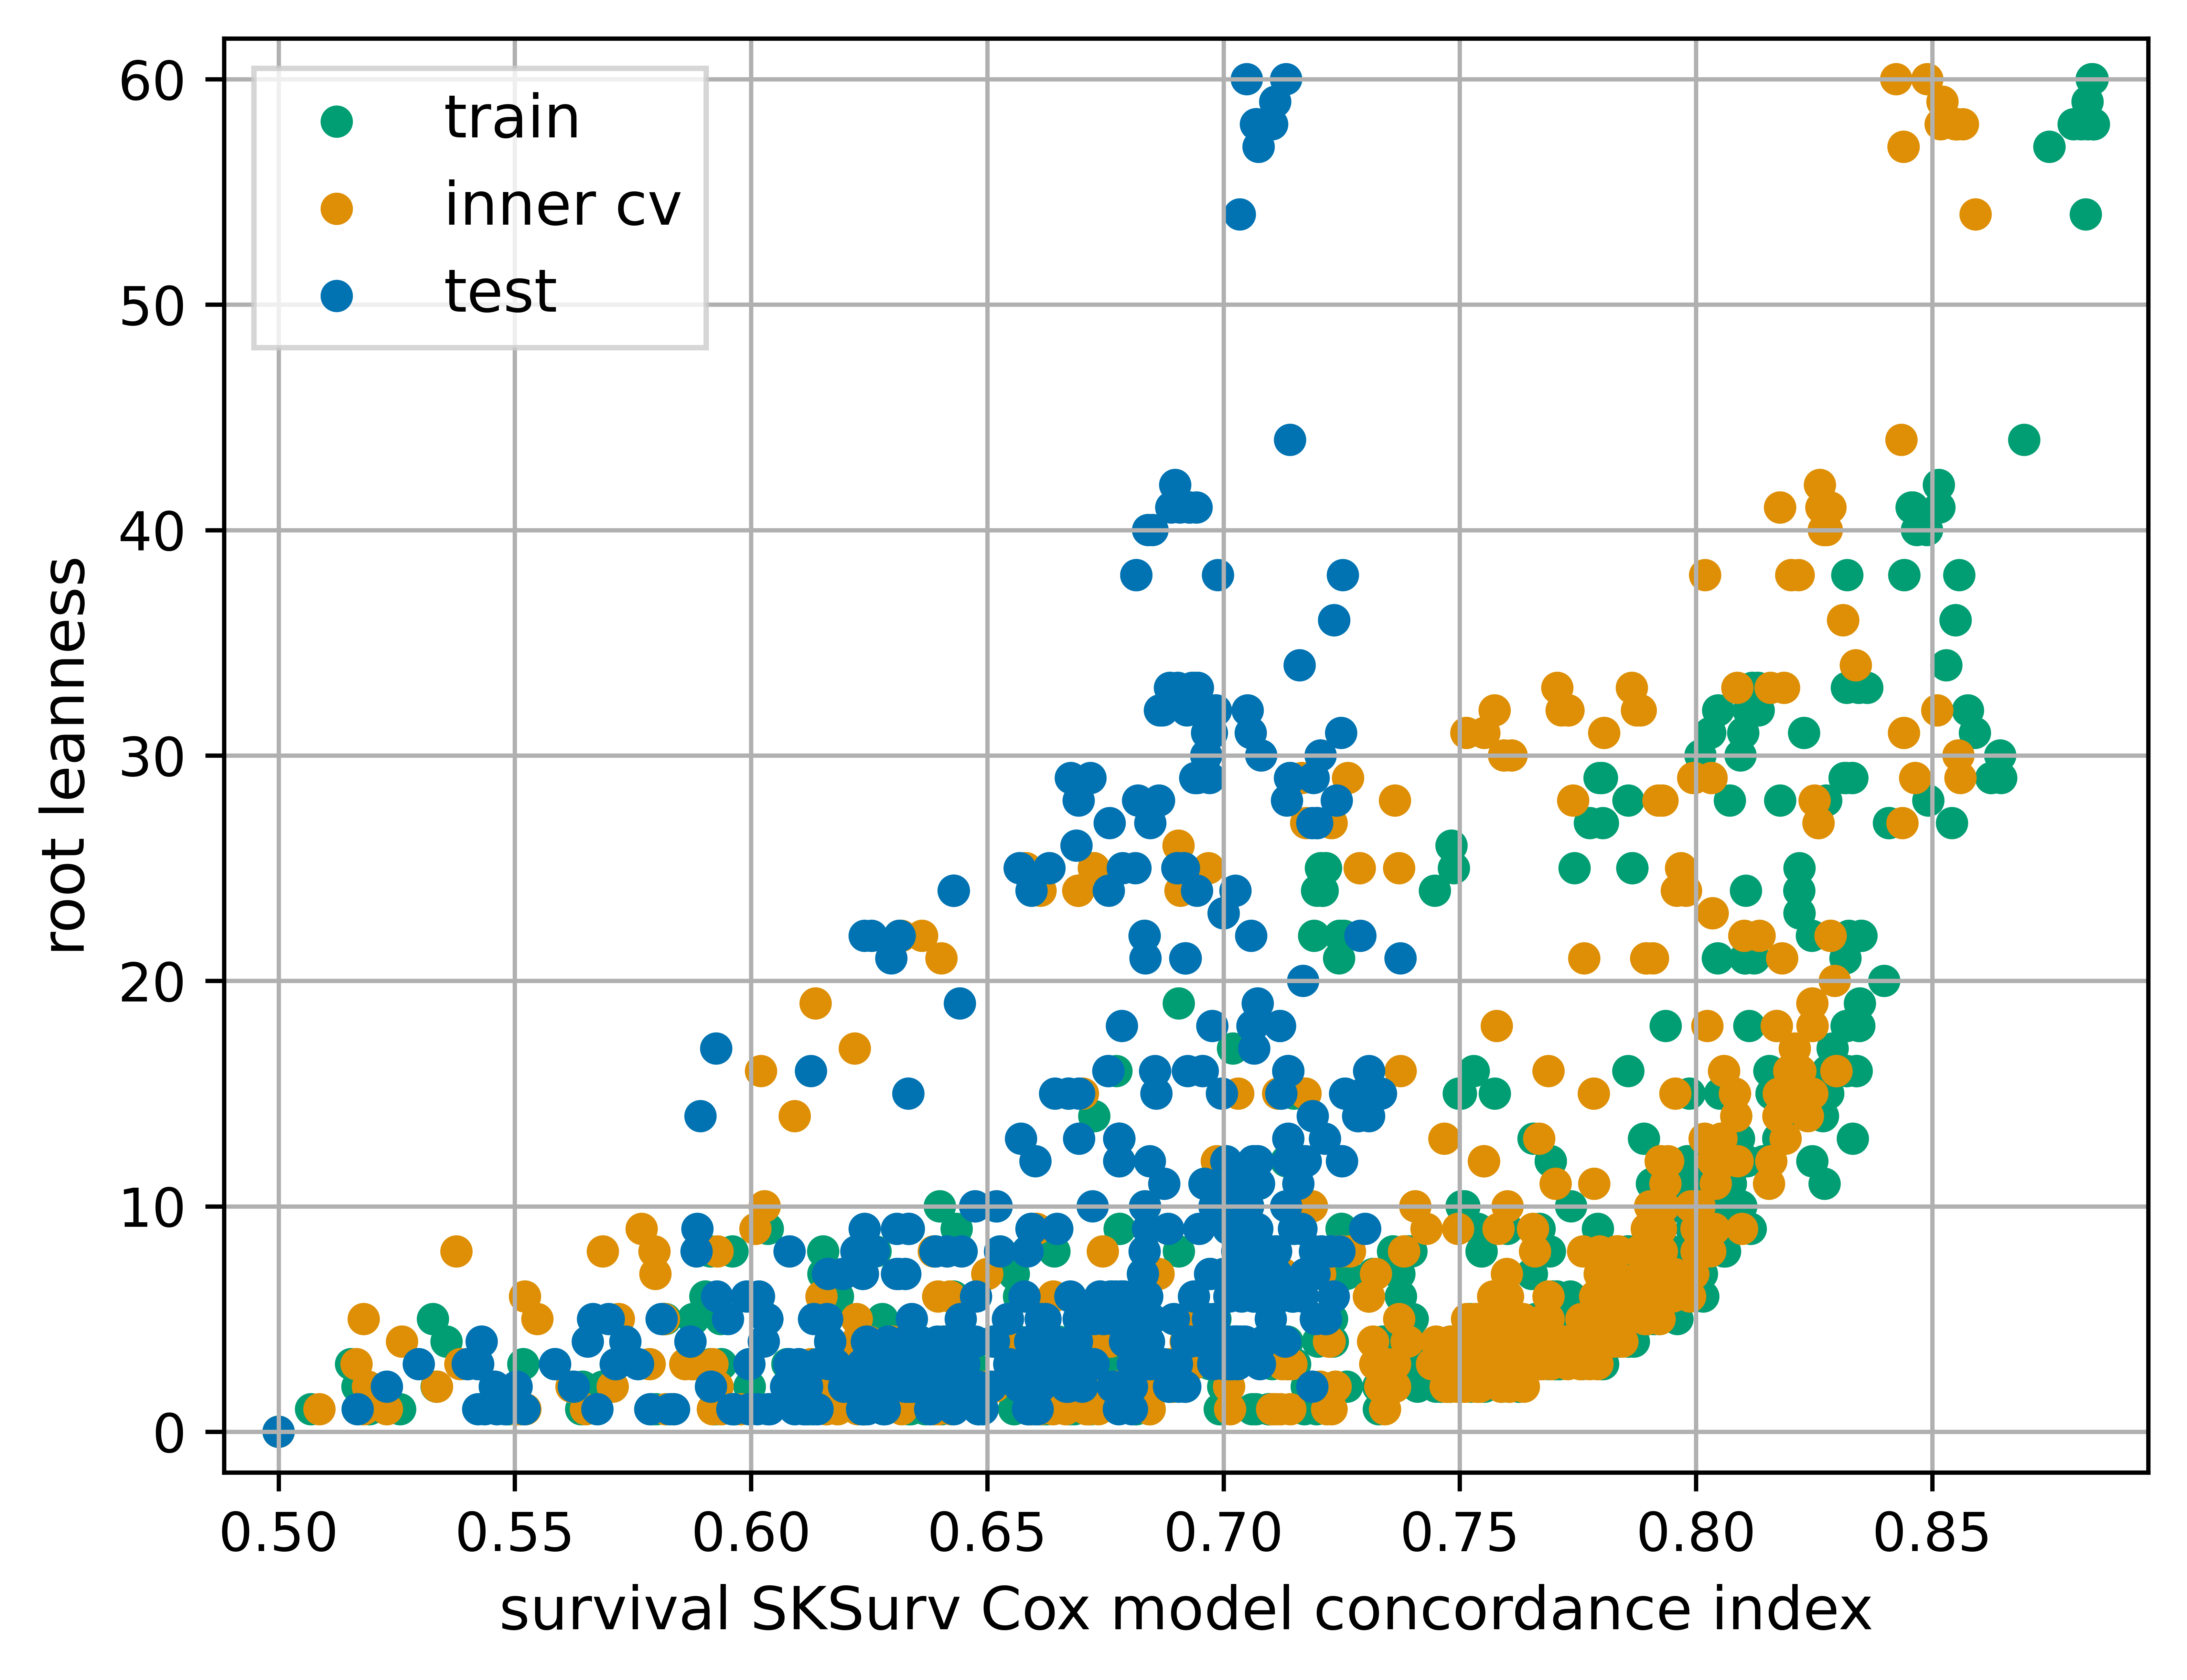 train
inner cv
test
60
50
40
30
20
10
0
root leanness
0.50 0.55 0.60 0.65 0.70 0.75 0.80 0.85
survival SKSurv Cox model concordance index